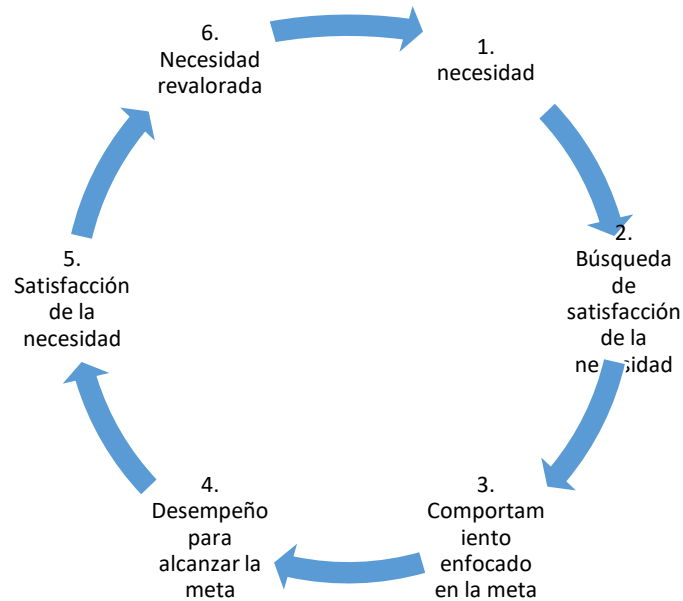 1.
necesidad
2.
Búsqueda
de
satisfacción
de la
necesidad
3.
Comportam
iento
enfocado
en la meta
4.
Desempeño
para
alcanzar la
meta
5.
Satisfacción
de la
necesidad
6.
Necesidad
revalorada